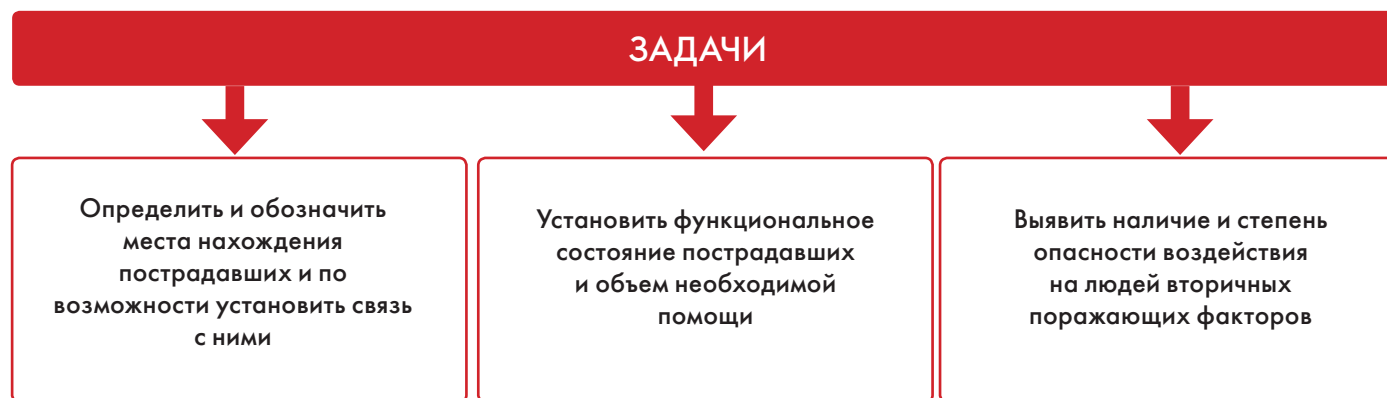 ЗАДАЧИ
Определить и обозначить
места нахождения
пострадавших и по
возможности установить связь
с ними
Установить функциональное
состояние пострадавших
и объем необходимой
помощи
Выявить наличие и степень
опасности воздействия
на людей вторичных
поражающих факторов